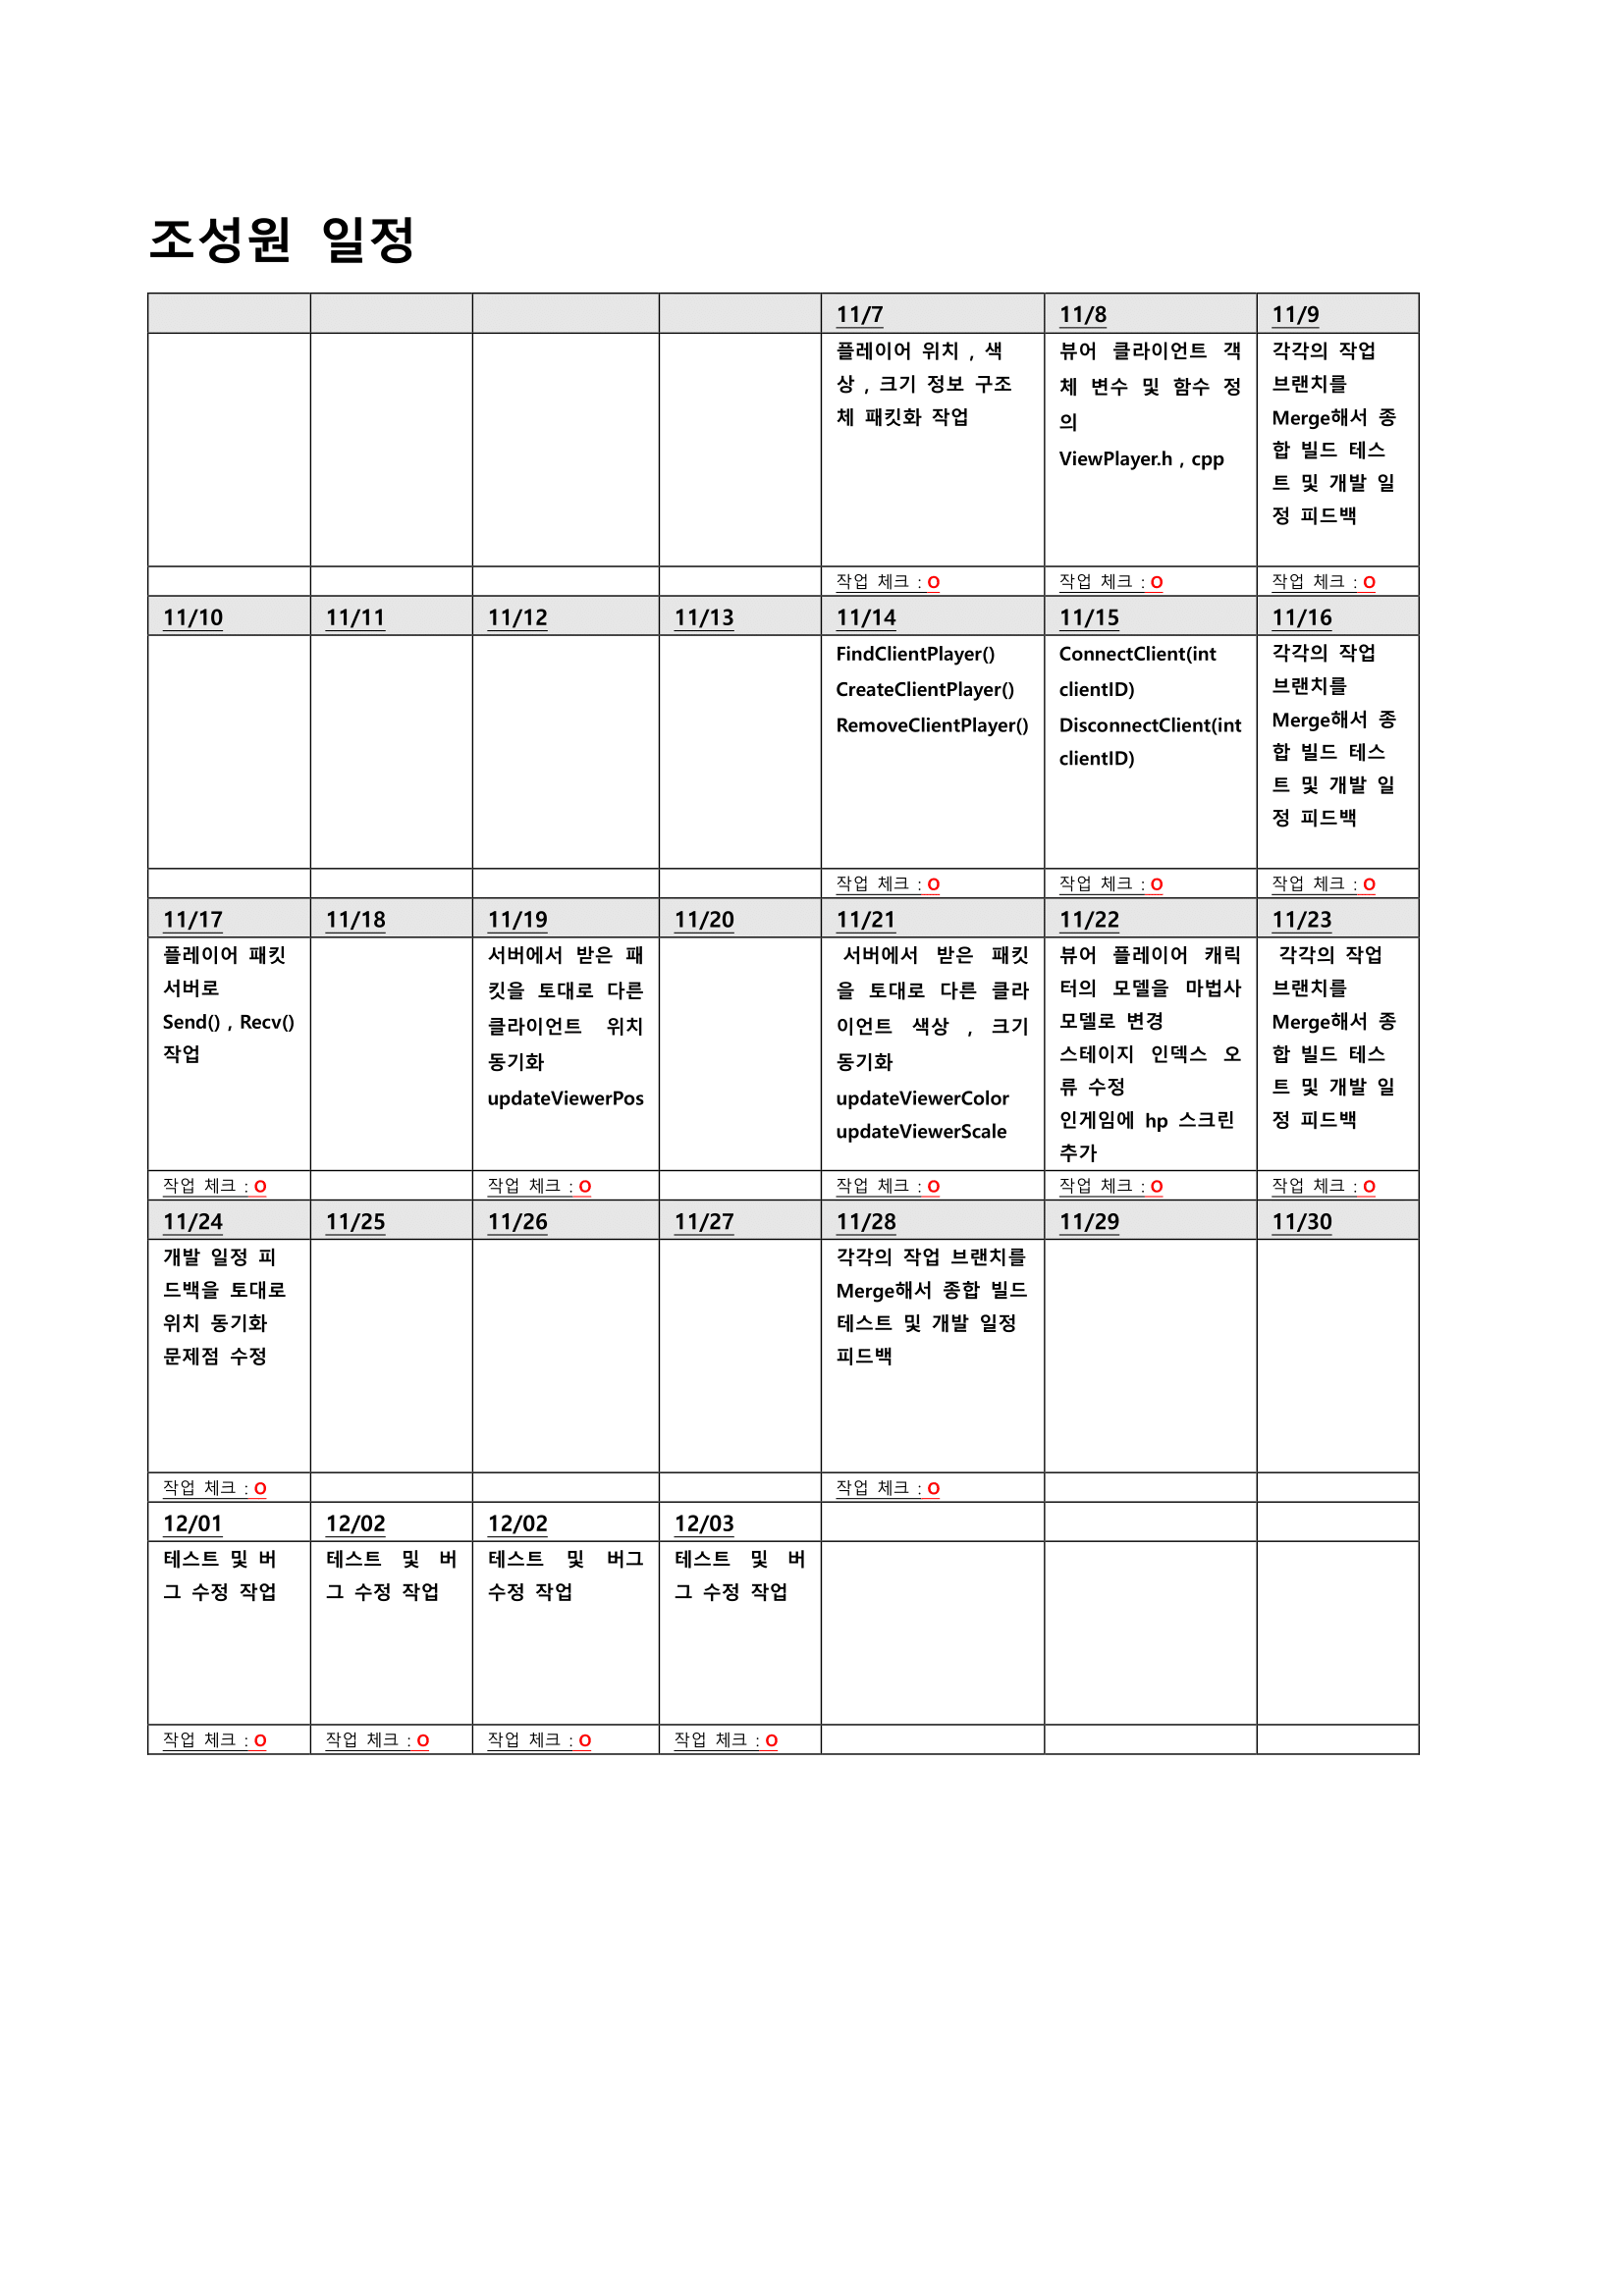 조성원 일정
11/7 11/8 11/9
플레이어 위치 , 색
상 , 크기 정보 구조
체 패킷화 작업
뷰어 클라이언트 객
체 변수 및 함수 정
의
ViewPlayer.h , cpp
각각의 작업
브랜치를
Merge해서 종
합 빌드 테스
트 및 개발 일
정 피드백
작업 체크 : O 작업 체크 : O 작업 체크 : O
11/10 11/11 11/12 11/13 11/14 11/15 11/16
FindClientPlayer()
CreateClientPlayer()
RemoveClientPlayer()
ConnectClient(int
clientID)
DisconnectClient(int
clientID)
각각의 작업
브랜치를
Merge해서 종
합 빌드 테스
트 및 개발 일
정 피드백
작업 체크 : O 작업 체크 : O 작업 체크 : O
11/17 11/18 11/19 11/20 11/21 11/22 11/23
플레이어 패킷
서버로
Send() , Recv()
작업
서버에서 받은 패
킷을 토대로 다른
클라이언트 위치
동기화
updateViewerPos
서버에서 받은 패킷
을 토대로 다른 클라
이언트 색상 , 크기
동기화
updateViewerColor
updateViewerScale
뷰어 플레이어 캐릭
터의 모델을 마법사
모델로 변경
스테이지 인덱스 오
류 수정
인게임에 hp 스크린
추가
각각의 작업
브랜치를
Merge해서 종
합 빌드 테스
트 및 개발 일
정 피드백
작업 체크 : O 작업 체크 : O 작업 체크 : O 작업 체크 : O 작업 체크 : O
11/24 11/25 11/26 11/27 11/28 11/29 11/30
개발 일정 피
드백을 토대로
위치 동기화
문제점 수정
각각의 작업 브랜치를
Merge해서 종합 빌드
테스트 및 개발 일정
피드백
작업 체크 : O 작업 체크 : O
12/01 12/02 12/02 12/03
테스트 및 버
그 수정 작업
테스트 및 버
그 수정 작업
테스트 및 버그
수정 작업
테스트 및 버
그 수정 작업
작업 체크 : O 작업 체크 : O 작업 체크 : O 작업 체크 : O